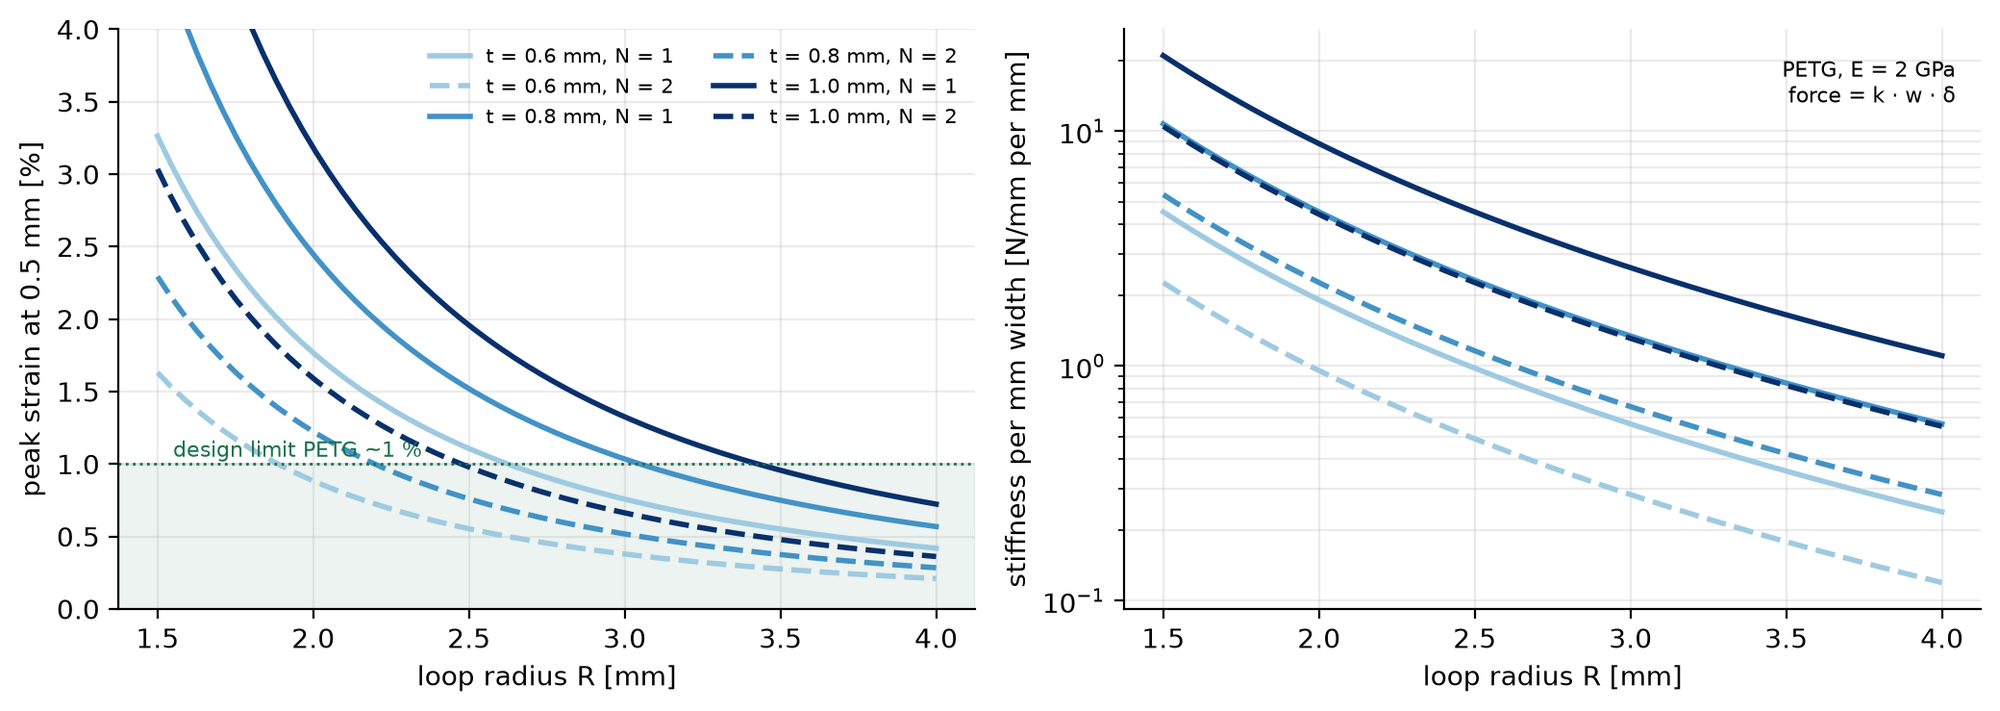 peak strain at 0.5 mm [%]
4.0
3.5
3.0
2.5
2.0
1.5
1.0
0.5
0.0
t = 0.6 mm, N = 1
t = 0.6 mm, N = 2
t = 0.8 mm, N = 1
t = 0.8 mm, N = 2
t = 1.0 mm, N = 1
t = 1.0 mm, N = 2
design limit PETG ~1 %
1.5 2.0 2.5 3.0 3.5 4.0
loop radius R [mm]
stiffness per mm width [N/mm per mm]
10¹
10⁰
10⁻¹
PETG, E = 2 GPa
force = k · w · δ
1.5 2.0 2.5 3.0 3.5 4.0
loop radius R [mm]